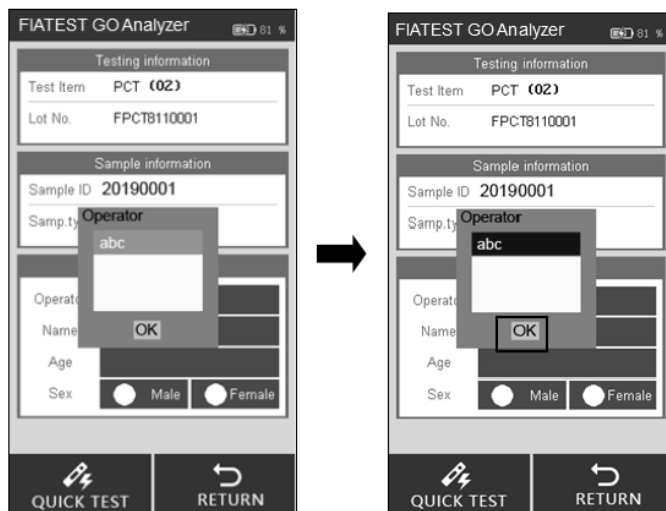 FIATEST GO Analyzer 81 %
Testing information
Test Item PCT (02)
Lot No. FPCT8110001
Sample information
Sample ID 20190001
Samp.ty
Operator
abc
Operato
OK
Name
Age
Sex Male Female
QUICK TEST RETURN
FIATEST GO Analyzer 81 %
Testing information
Test Item PCT (02)
Lot No. FPCT8110001
Sample information
Sample ID 20190001
Samp.ty
Operator
abc
Operato
OK
Name
Age
Sex Male Female
QUICK TEST RETURN